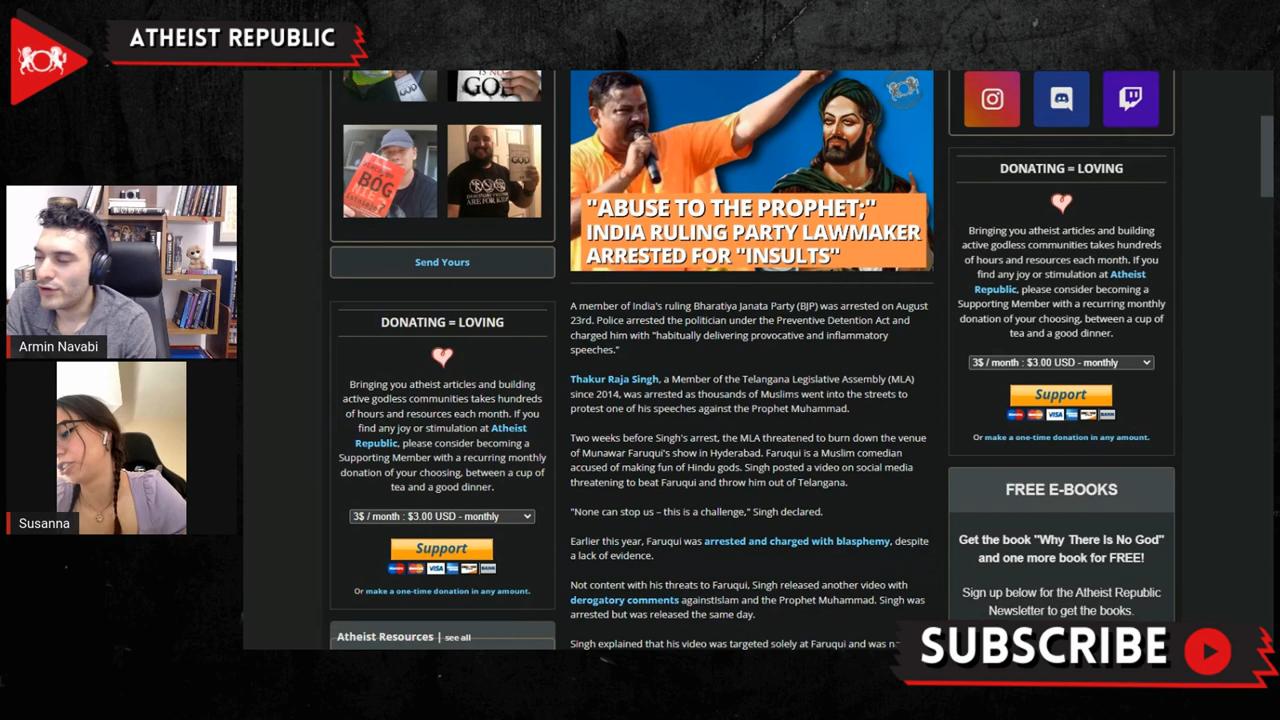 ATHEIST REPUBLIC
Armin Navabi
Susanna
GOD
BOG
GOD
ARE FOR
Send Yours
DONATING = LOVING
Bringing you atheist articles and building
active godless communities takes hundreds
of hours and resources each month. If you
find any joy or stimulation at Atheist
Republic, please consider becoming a
Supporting Member with a recurring monthly
donation of your choosing, between a cup of
tea and a good dinner.
3$ / month : $3.00 USD - monthly
Support
VISA
BANK
Or make a one-time donation in any amount.
Atheist Resources | see all
"ABUSE TO THE PROPHET;"
INDIA RULING PARTY LAWMAKER
ARRESTED FOR "INSULTS"
A member of India's ruling Bharatiya Janata Party (BJP) was arrested on August
23rd. Police arrested the politician under the Preventive Detention Act and
charged him with "habitually delivering provocative and inflammatory
speeches."
Thakur Raja Singh, a Member of the Telangana Legislative Assembly (MLA)
since 2014, was arrested as thousands of Muslims went into the streets to
protest one of his speeches against the Prophet Muhammad.
Two weeks before Singh's arrest, the MLA threatened to burn down the venue
of Munawar Faruqui's show in Hyderabad. Faruqui is a Muslim comedian
accused of making fun of Hindu gods. Singh posted a video on social media
threatening to beat Faruqui and throw him out of Telangana.
"None can stop us – this is a challenge," Singh declared.
Earlier this year, Faruqui was arrested and charged with blasphemy, despite
a lack of evidence.
Not content with his threats to Faruqui, Singh released another video with
derogatory comments againstIslam and the Prophet Muhammad. Singh was
arrested but was released the same day.
Singh explained that his video was targeted solely at Faruqui and was
DONATING = LOVING
Bringing you atheist articles and building
active godless communities takes hundreds
of hours and resources each month. If you
find any joy or stimulation at Atheist
Republic, please consider becoming a
Supporting Member with a recurring monthly
donation of your choosing, between a cup of
tea and a good dinner.
3$ / month : $3.00 USD - monthly
Support
VISA
BANK
Or make a one-time donation in any amount.
FREE E-BOOKS
Get the book "Why There Is No God"
and one more book for FREE!
Sign up below for the Atheist Republic
Newsletter to get the books.
SUBSCRIBE